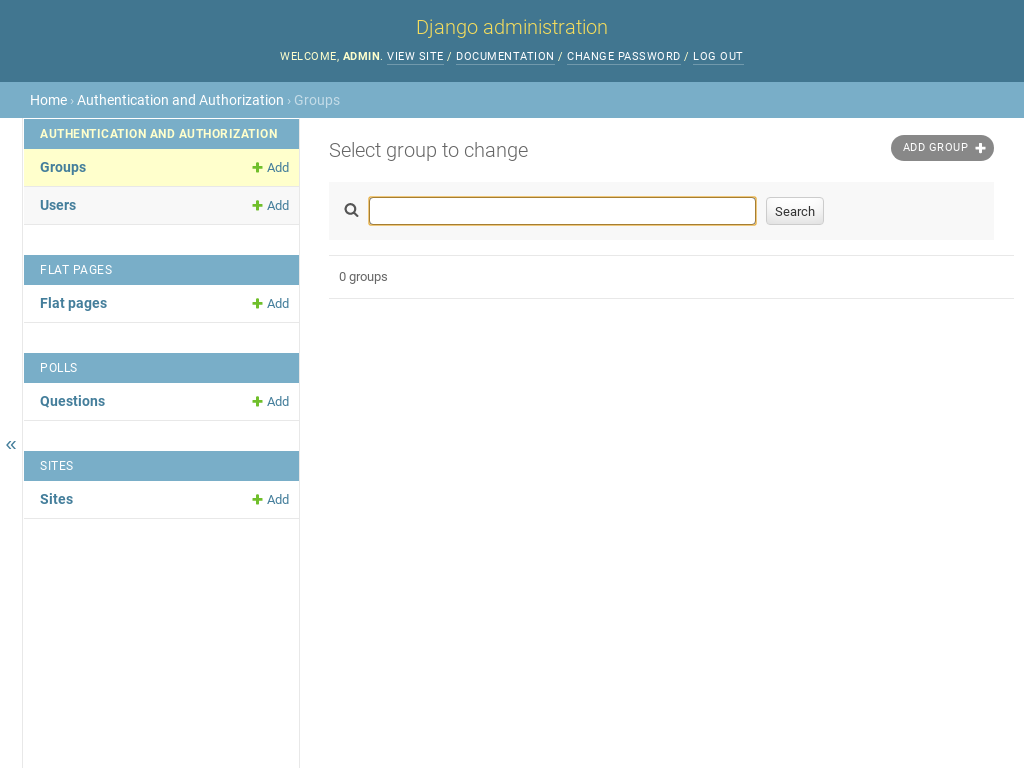 Django administration
WELCOME, ADMIN. VIEW SITE / DOCUMENTATION / CHANGE PASSWORD / LOG OUT
Home › Authentication and Authorization › Groups
AUTHENTICATION AND AUTHORIZATION
Groups Add
Users Add
FLAT PAGES
Flat pages Add
POLLS
Questions Add
SITES
Sites Add
«
Select group to change
ADD GROUP
Search
0 groups